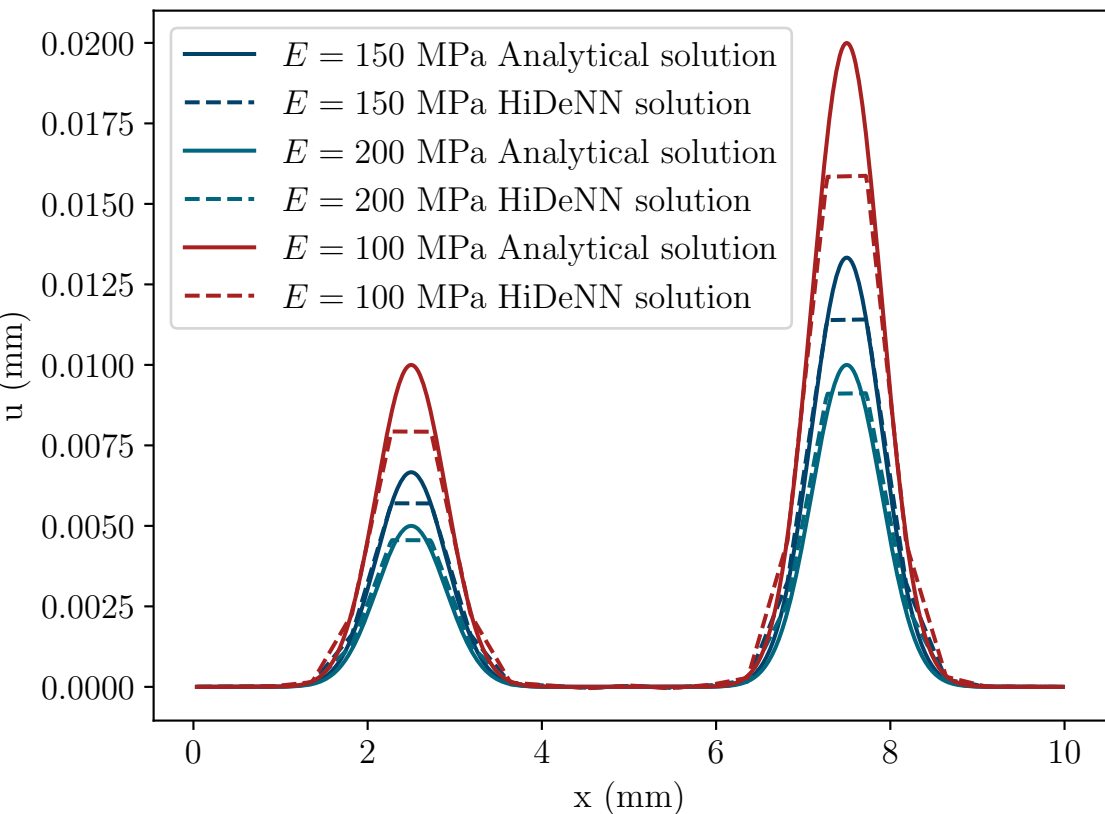 0.0200
0.0175
0.0150
0.0125
0.0100
0.0075
0.0050
0.0025
0.0000
u (mm)
E = 150 MPa Analytical solution
E = 150 MPa HiDeNN solution
E = 200 MPa Analytical solution
E = 200 MPa HiDeNN solution
E = 100 MPa Analytical solution
E = 100 MPa HiDeNN solution
0 2 4 6 8 10
x (mm)